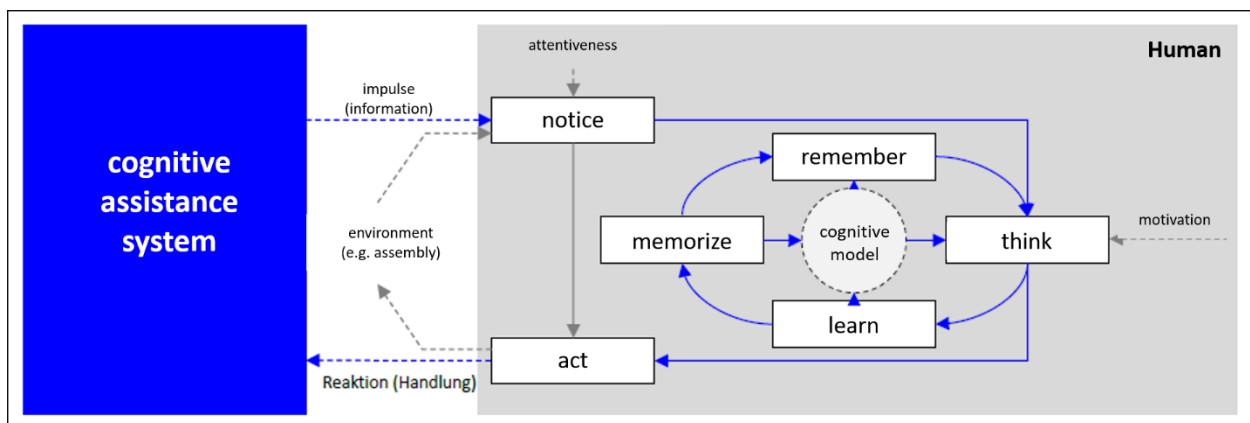 cognitive
assistance
system
impulse
(information)
environment
(e.g. assembly)
Reaktion (Handlung)
attentiveness
Human
notice
remember
memorize
cognitive
model
think
motivation
learn
act